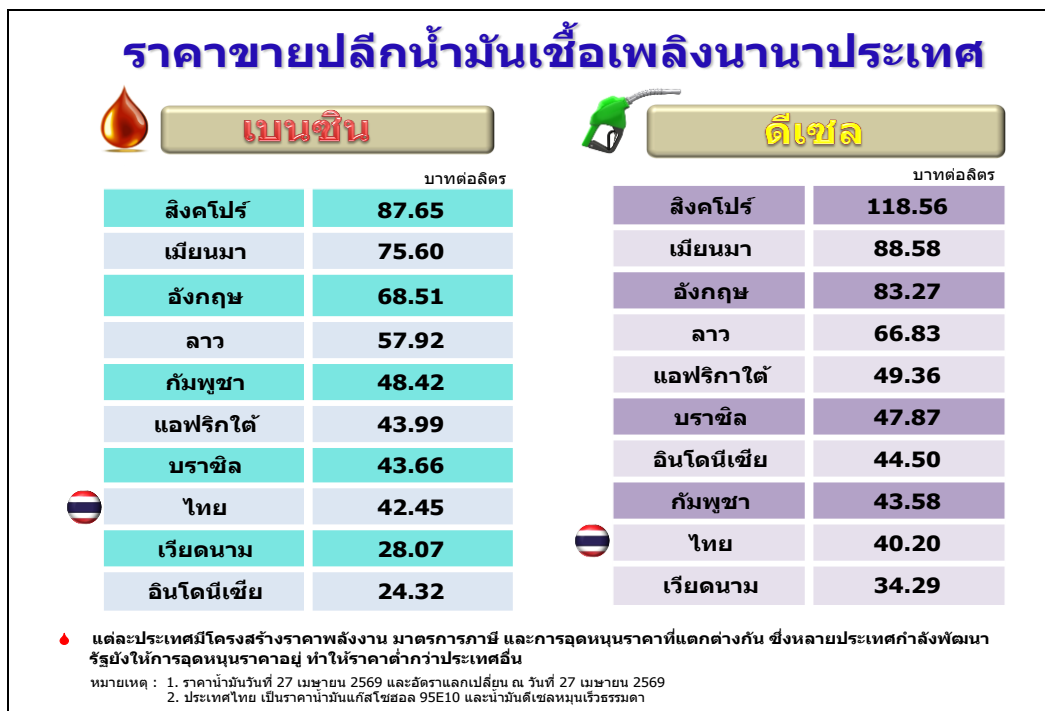 ราคาขายปลีกน้ำมันเชื้อเพลิงนานาประเทศ
เบนซิน
บาทต่อลิตร
สิงคโปร์ 87.65
เมียนมา 75.60
อังกฤษ 68.51
ลาว 57.92
กัมพูชา 48.42
แอฟริกใต้ 43.99
บราซิล 43.66
ไทย 42.45
เวียดนาม 28.07
อินโดนีเซีย 24.32
ดีเซล
บาทต่อลิตร
สิงคโปร์ 118.56
เมียนมา 88.58
อังกฤษ 83.27
ลาว 66.83
แอฟริกาใต้ 49.36
บราซิล 47.87
อินโดนีเซีย 44.50
กัมพูชา 43.58
ไทย 40.20
เวียดนาม 34.29
แต่ละประเทศมีโครงสร้างราคาพลังงาน มาตรการภาษี และการอุดหนุนราคาที่แตกต่างกัน ซึ่งหลายประเทศกำลังพัฒนา
รัฐยังให้การอุดหนุนราคาอยู่ ทำให้ราคาต่ำกว่าประเทศอื่น
หมายเหตุ : 1. ราคาน้ำมันวันที่ 27 เมษายน 2569 และอัตราแลกเปลี่ยน ณ วันที่ 27 เมษายน 2569
2. ประเทศไทย เป็นราคาน้ำมันแก๊สโซฮอล 95E10 และน้ำมันดีเซลหมุนเร็วธรรมดา